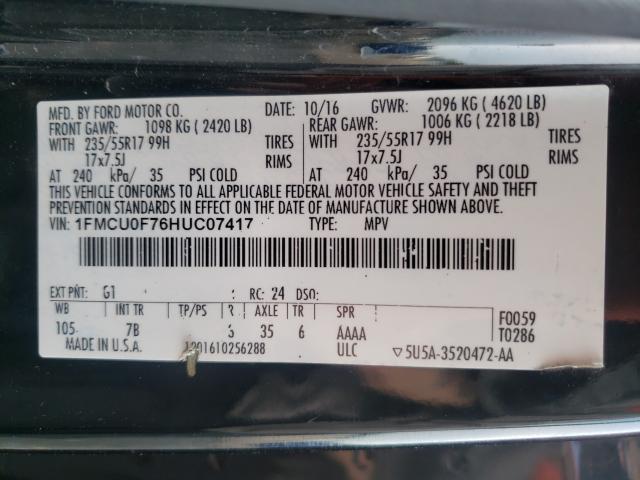 MFD. BY FORD MOTOR CO. DATE: 10/16 GVWR: 2096 KG ( 4620 LB)
FRONT GAWR: 1098 KG ( 2420 LB) REAR GAWR: 1006 KG ( 2218 LB)
WITH 235/55R17 99H TIRES WITH 235/55R17 99H TIRES
17x7.5J RIMS 17x7.5J RIMS
AT 240 kPa/ 35 PSI COLD AT 240 kPa/ 35 PSI COLD
THIS VEHICLE CONFORMS TO ALL APPLICABLE FEDERAL MOTOR VEHICLE SAFETY AND THEFT
PREVENTION STANDARDS IN EFFECT ON THE DATE OF MANUFACTURE SHOWN ABOVE.
VIN: 1FMCU0F76HUC07417 TYPE: MPV
EXT PNT: G1 RC: 24 DSO:
WB INT TR TP/PS R AXLE TR SPR
105 7B 35 6 AAAA F0059
MADE IN U.S.A. ULC T0286
5U5A-3520472-AA